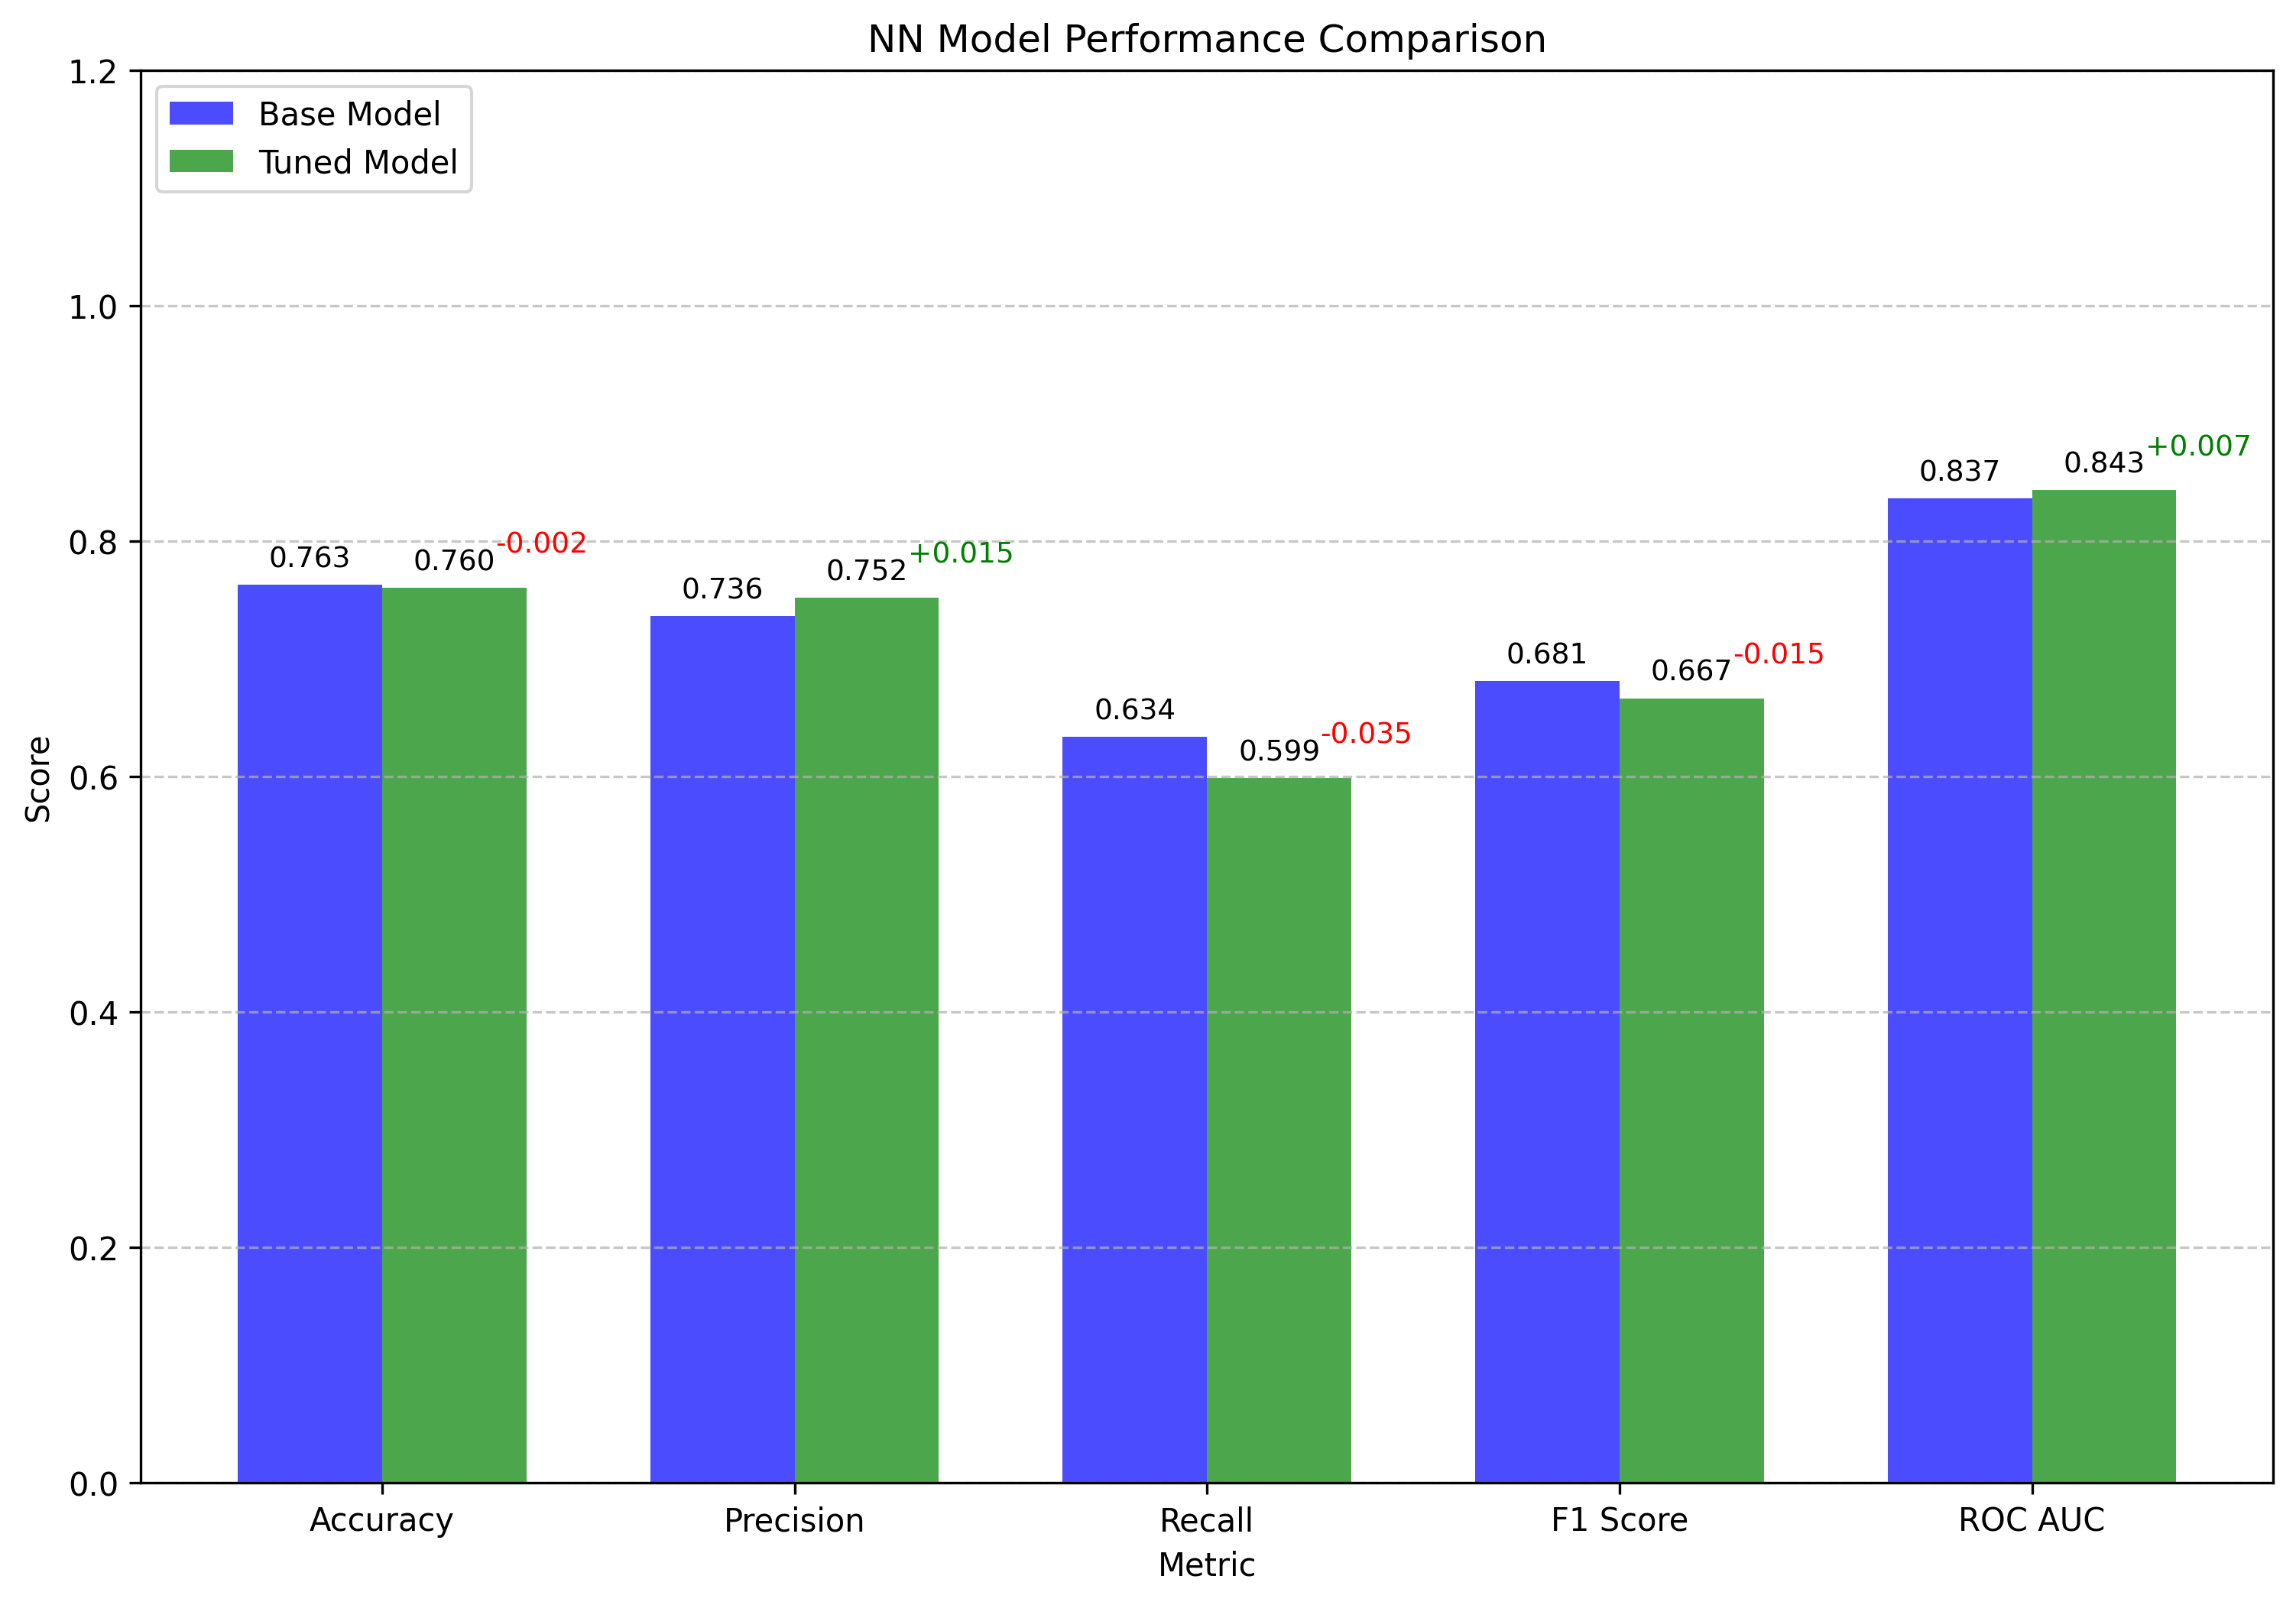 NN Model Performance Comparison
Base Model
Tuned Model
1.2
1.0
0.8
0.6
0.4
0.2
0.0
Score
0.763
0.760
-0.002
0.736
0.752
+0.015
0.634
0.599
-0.035
0.681
0.667
-0.015
0.837
0.843
+0.007
Accuracy
Precision
Recall
F1 Score
ROC AUC
Metric